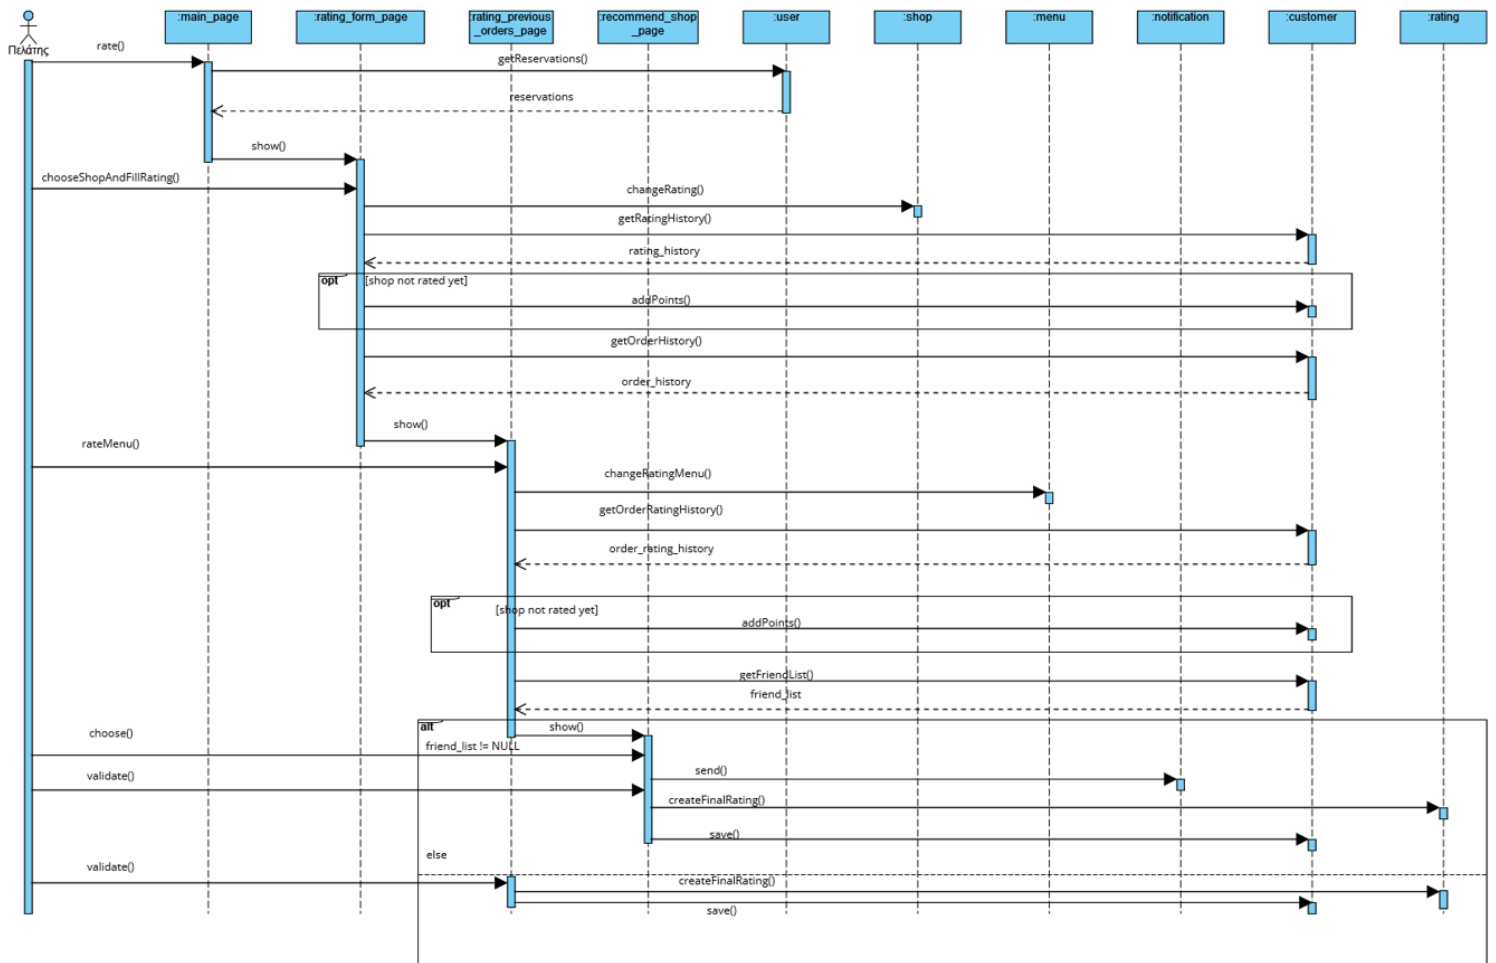 :main_page
:rating_form_page
:rating_previous
_orders_page
:recommend_shop
_page
:user
:shop
:menu
:notification
:customer
:rating
Πελάτης
rate()
getReservations()
reservations
show()
chooseShopAndFillRating()
changeRating()
getRatingHistory()
rating_history
opt
[shop not rated yet]
addPoints()
getOrderHistory()
order_history
show()
rateMenu()
changeRatingMenu()
getOrderRatingHistory()
order_rating_history
opt
[shop not rated yet]
addPoints()
getFriendList()
friend_list
alt
show()
choose()
friend_list != NULL
send()
validate()
createFinalRating()
save()
else
validate()
createFinalRating()
save()